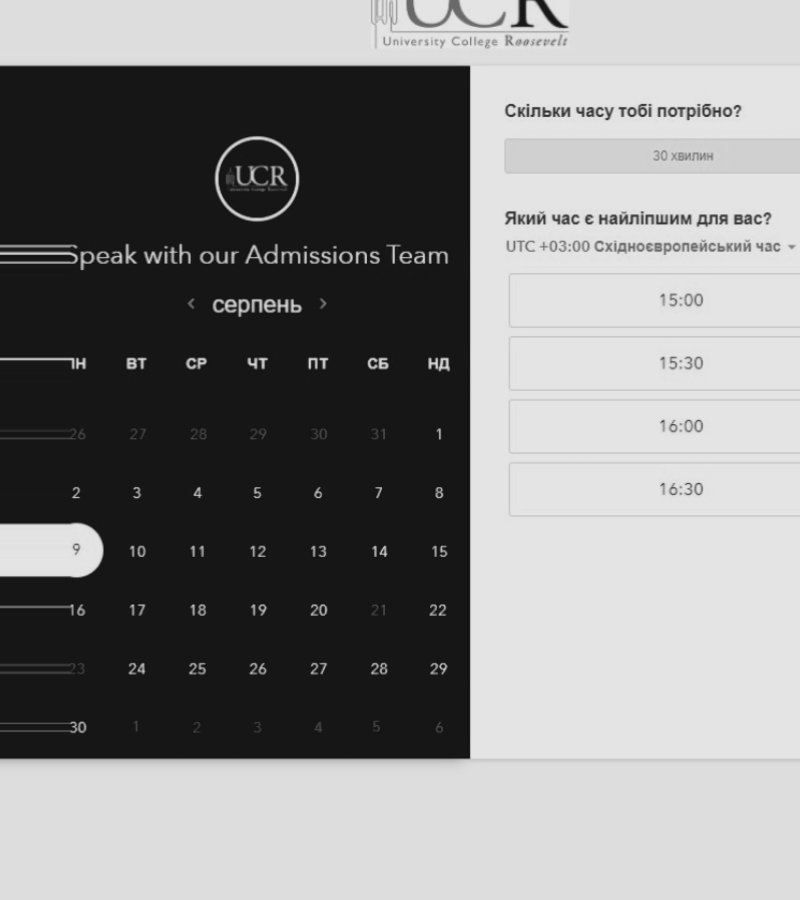 UCR
University College Roosevelt
UCR
Speak with our Admissions Team
серпень
ПН ВТ СР ЧТ ПТ СБ НД
26 27 28 29 30 31 1
2 3 4 5 6 7 8
9 10 11 12 13 14 15
16 17 18 19 20 21 22
23 24 25 26 27 28 29
30 1 2 3 4 5 6
Скільки часу тобі потрібно?
30 хвилин
Який час є найліпшим для вас?
UTC +03:00 Східноєвропейський час
15:00
15:30
16:00
16:30